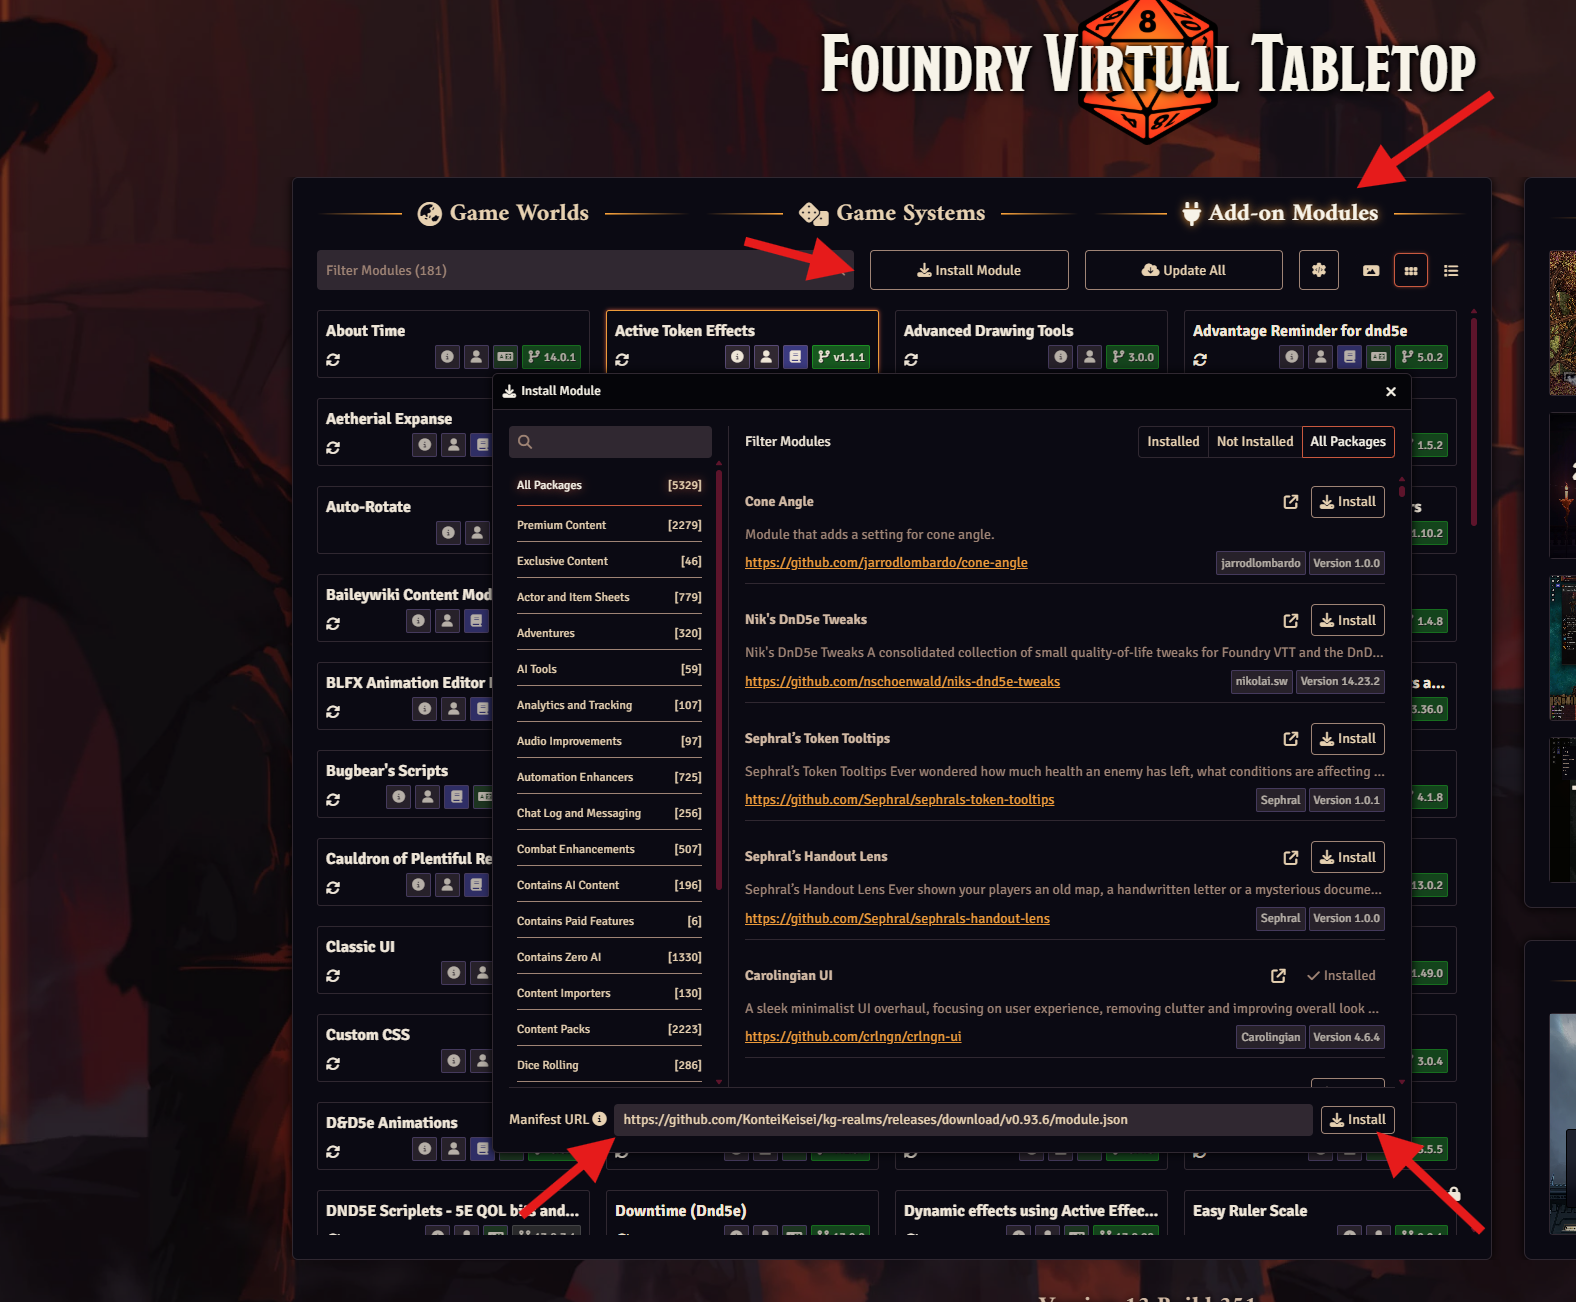 8
Foundry Virtual Tabletop
Game Worlds
Game Systems
Add-on Modules
Filter Modules (181)
Install Module
Update All
About Time
14.0.1
Active Token Effects
v1.1.1
Advanced Drawing Tools
3.0.0
Advantage Reminder for dnd5e
5.0.2
Aetherial Expanse
1.5.2
Auto-Rotate
1.10.2
Baileywiki Content Mod
1.4.8
BLFX Animation Editor
s a...
3.36.0
Bugbear's Scripts
4.1.8
Cauldron of Plentiful Re
13.0.2
Classic UI
1.49.0
Custom CSS
3.0.4
D&D5e Animations
5.5
DND5E Scriplets - 5E QOL bits and...
Downtime (Dnd5e)
Dynamic effects using Active Effec...
Easy Ruler Scale
Install Module
Filter Modules
Installed
Not Installed
All Packages
All Packages [5329]
Premium Content [2279]
Exclusive Content [46]
Actor and Item Sheets [779]
Adventures [320]
AI Tools [59]
Analytics and Tracking [107]
Audio Improvements [97]
Automation Enhancers [725]
Chat Log and Messaging [256]
Combat Enhancements [507]
Contains AI Content [196]
Contains Paid Features [6]
Contains Zero AI [1330]
Content Importers [130]
Content Packs [2223]
Dice Rolling [286]
Cone Angle
Install
Module that adds a setting for cone angle.
https://github.com/jarrodlombardo/cone-angle
jarrodlombardo
Version 1.0.0
Nik's DnD5e Tweaks
Install
Nik's DnD5e Tweaks A consolidated collection of small quality-of-life tweaks for Foundry VTT and the DnD...
https://github.com/nschoenwald/niks-dnd5e-tweaks
nikolai.sw
Version 14.23.2
Sephral’s Token Tooltips
Install
Sephral’s Token Tooltips Ever wondered how much health an enemy has left, what conditions are affecting ...
https://github.com/Sephral/sephrals-token-tooltips
Sephral
Version 1.0.1
Sephral’s Handout Lens
Install
Sephral’s Handout Lens Ever shown your players an old map, a handwritten letter or a mysterious docume...
https://github.com/Sephral/sephrals-handout-lens
Sephral
Version 1.0.0
Carolingian UI
Installed
A sleek minimalist UI overhaul, focusing on user experience, removing clutter and improving overall look ...
https://github.com/crlngn/crlngn-ui
Carolingian
Version 4.6.4
Manifest URL
https://github.com/KonteiKeisei/kg-realms/releases/download/v0.93.6/module.json
Install